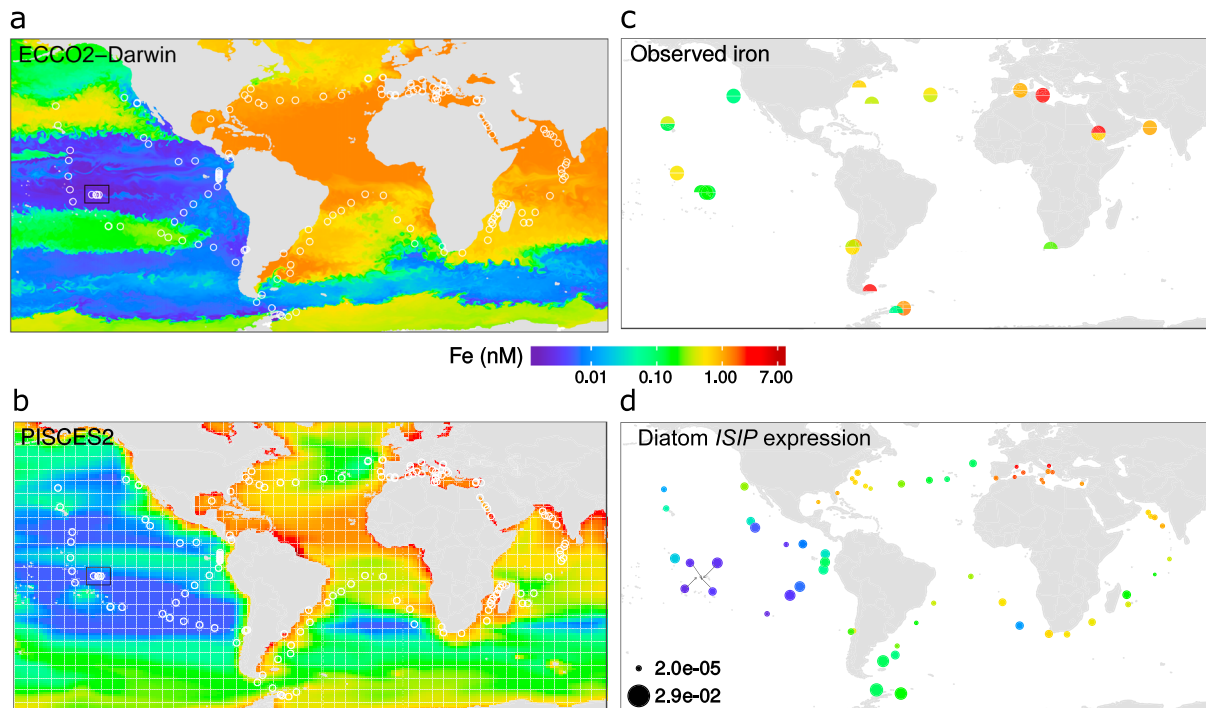 a
ECCO2–Darwin
c
Observed iron
Fe (nM)
0.01
0.10
1.00
7.00
b
PISCES2
d
Diatom ISIP expression
2.0e-05
2.9e-02